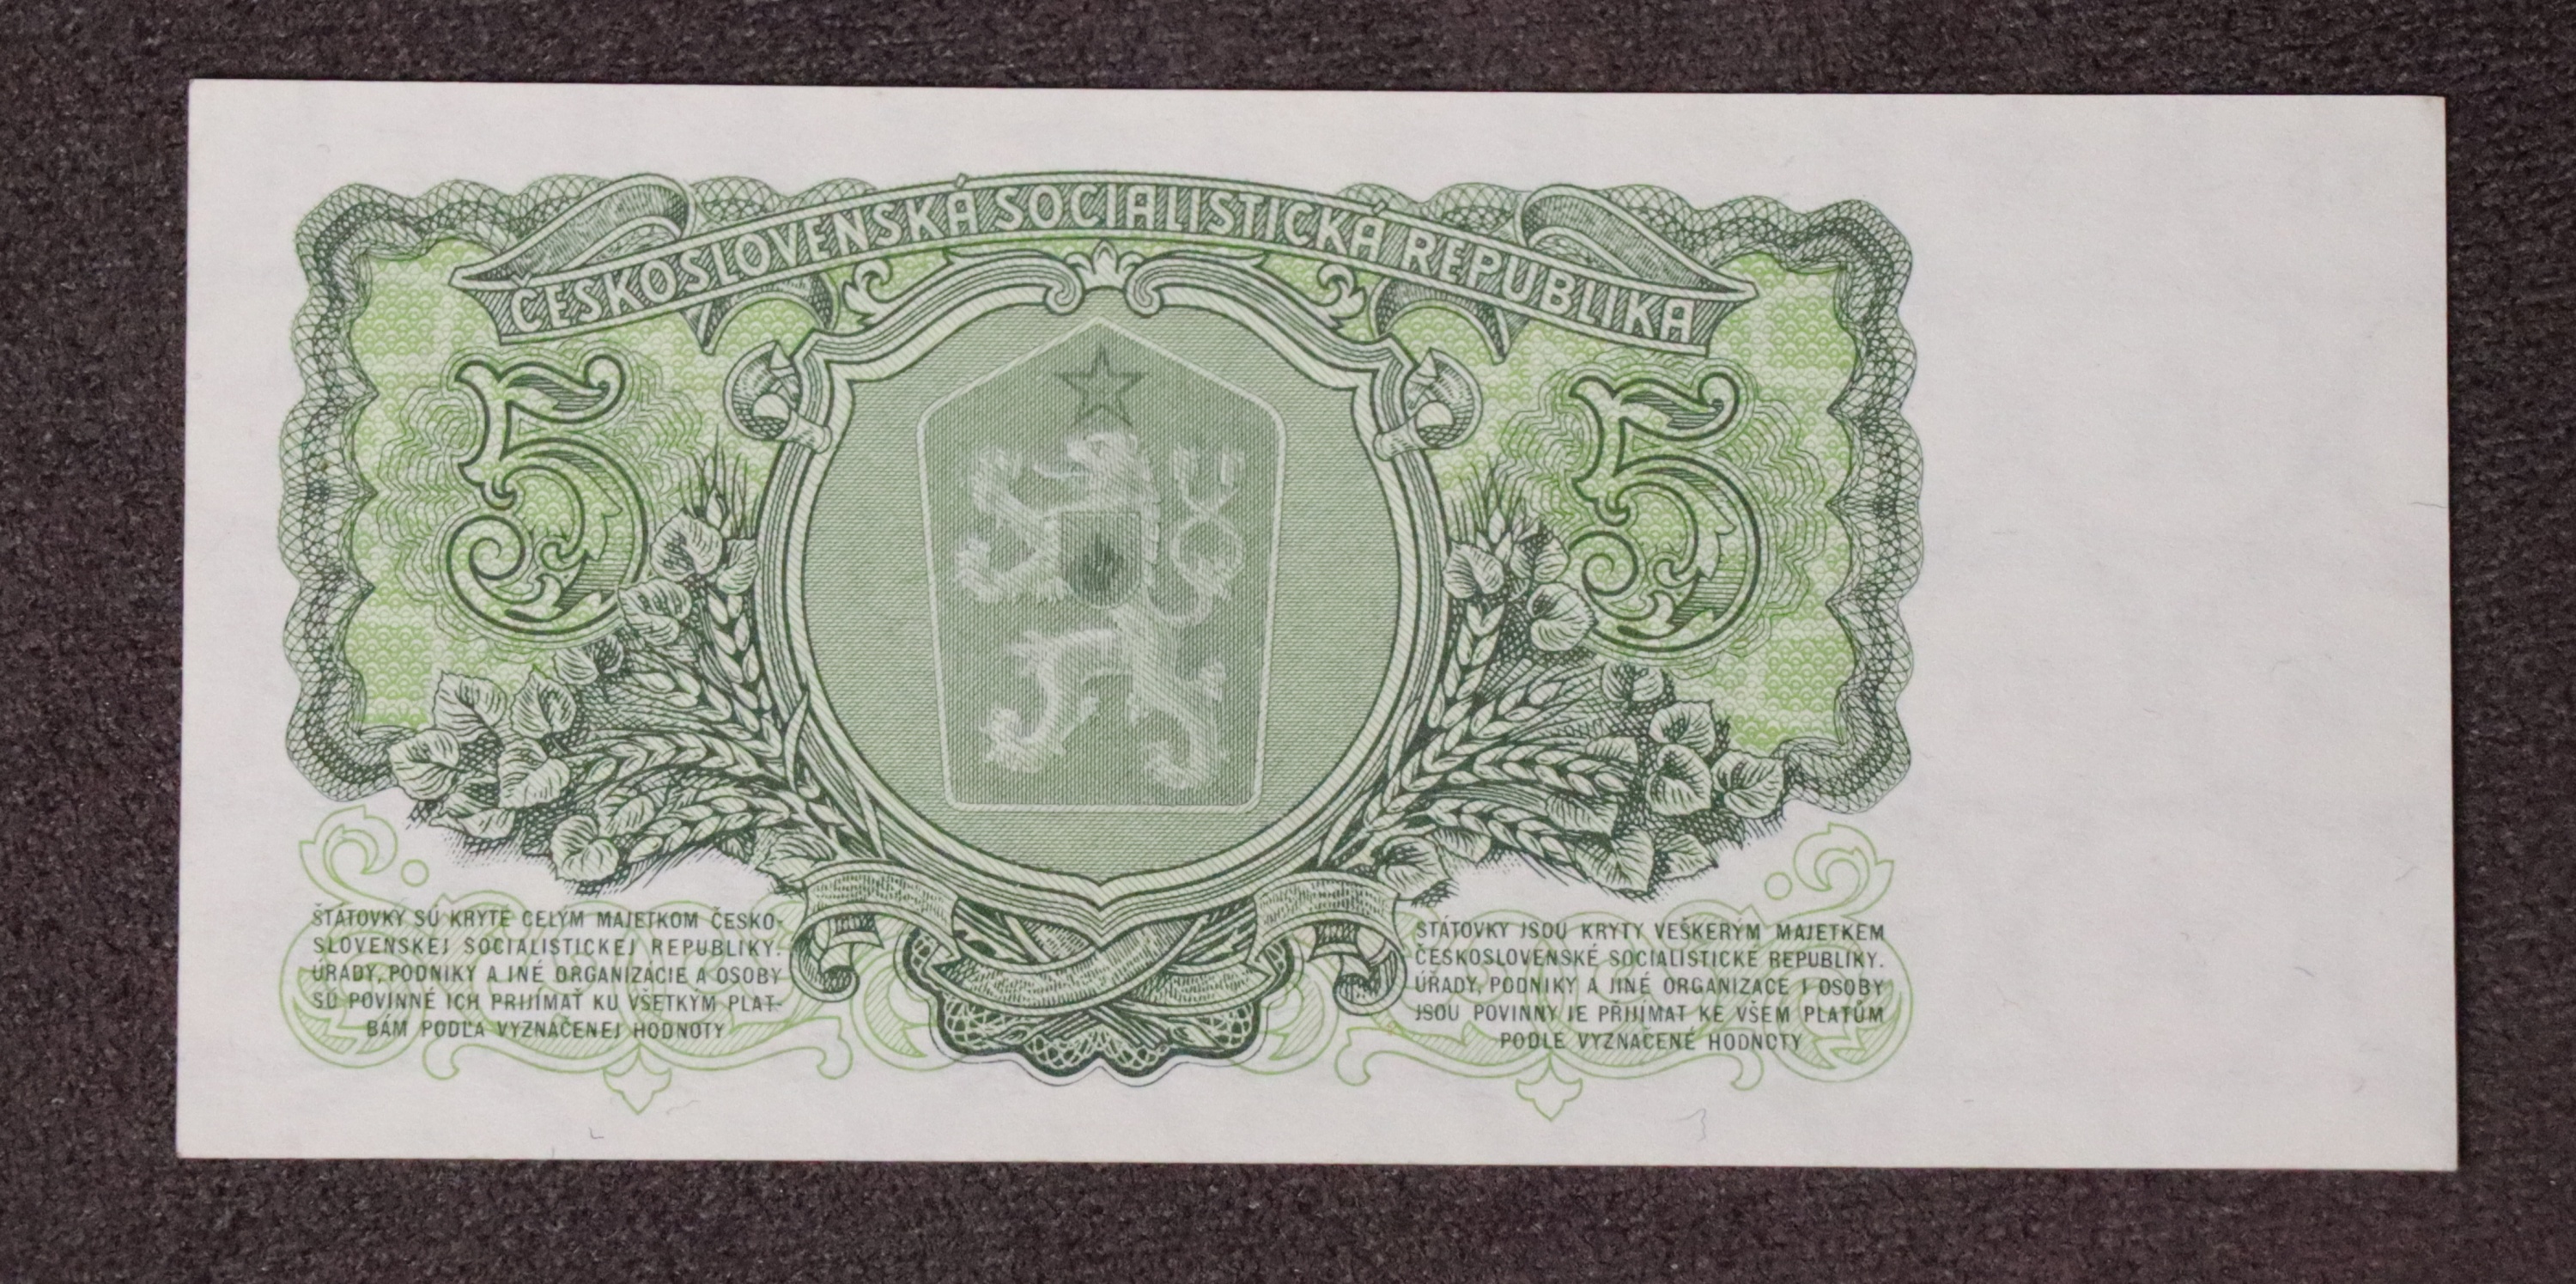 ČESKOSLOVENSKÁ SOCIALISTICKÁ REPUBLIKA
5
5
ŠTÁTOVKY SÚ KRYTÉ CELÝM MAJETKOM ČESKO-
SLOVENSKEJ SOCIALISTICKEJ REPUBLIKY.
ÚRADY, PODNIKY A INÉ ORGANIZÁCIE A OSOBY
SÚ POVINNÉ ICH PRIJÍMAŤ KU VŠETKÝM PLAT-
BÁM PODĽA VYZNAČENEJ HODNOTY
STÁTOVKY JSOU KRYTY VEŠKERÝM MAJETKEM
ČESKOSLOVENSKÉ SOCIALISTICKÉ REPUBLIKY.
ÚŘADY, PODNIKY A JINÉ ORGANIZACE I OSOBY
JSOU POVINNY JE PŘIJÍMAT KE VŠEM PLATŮM
PODLE VYZNAČENÉ HODNOTY